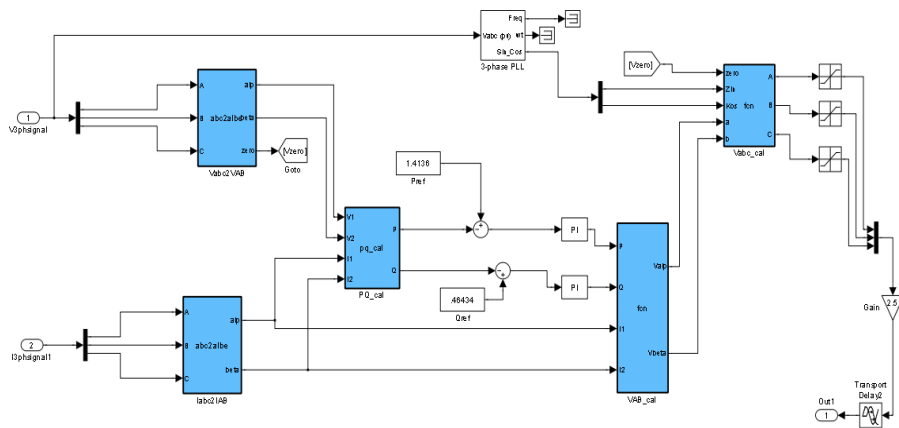 Freq
Vabc (pu) wt
Sin_Cos
3-phase PLL
[Vzero]
zero
A
Zin
fcn
Kos
B
a
b
C
Vabc_cal
1
V3phsignal
A
alp
B
abc2albe
beta
C
zero
Vabc2VAB
[Vzero]
Goto
1.4136
Pref
V1
P
V2
pq_cal
I1
Q
I2
PQ_cal
PI
PI
.46434
Qref
P
Valp
Q
fcn
I1
Vbeta
I2
VAB_cal
2
I3phsignal1
A
alp
B
abc2albe
C
beta
Iabc2IAB
2.5
Gain
Transport
Delay2
Out1
1